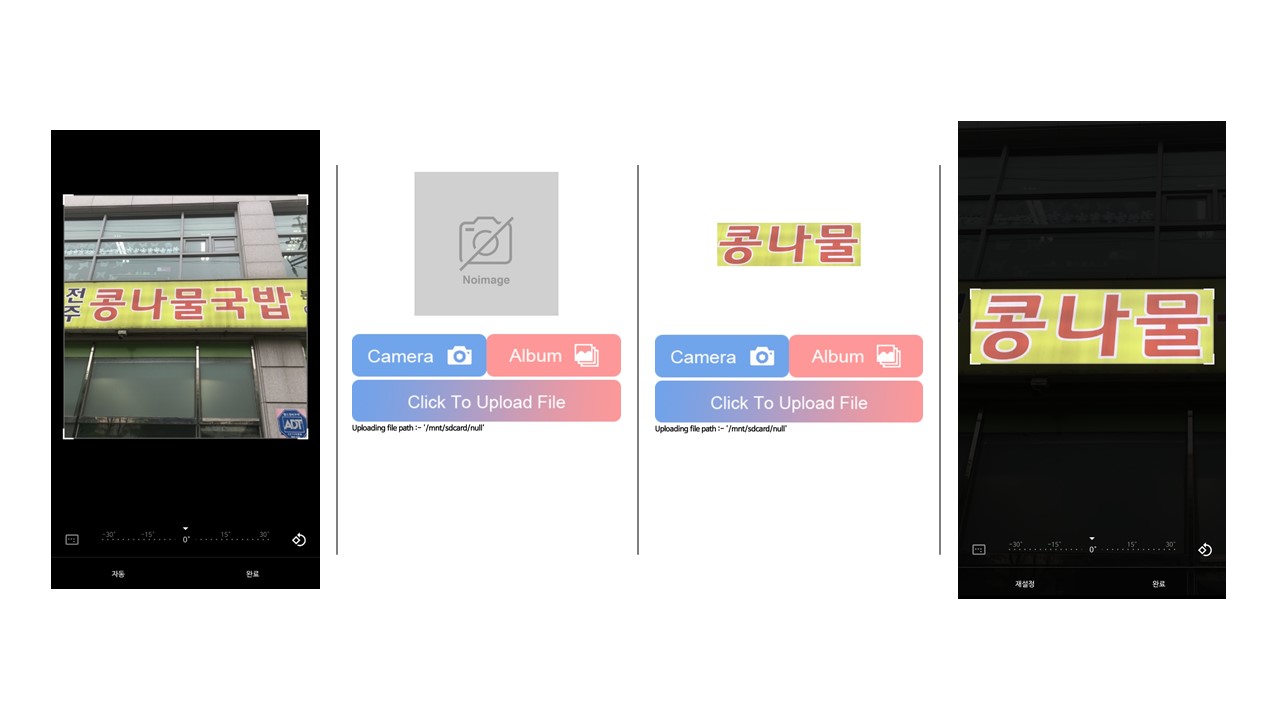 전주 콩나물국밥
ADT
-30° -15° 0° 15° 30°
자동 완료
Noimage
Camera Album
Click To Upload File
Uploading file path :- '/mnt/sdcard/null'
콩나물
Camera Album
Click To Upload File
Uploading file path :- '/mnt/sdcard/null'
콩나물
-30° -15° 0° 15° 30°
재설정 완료